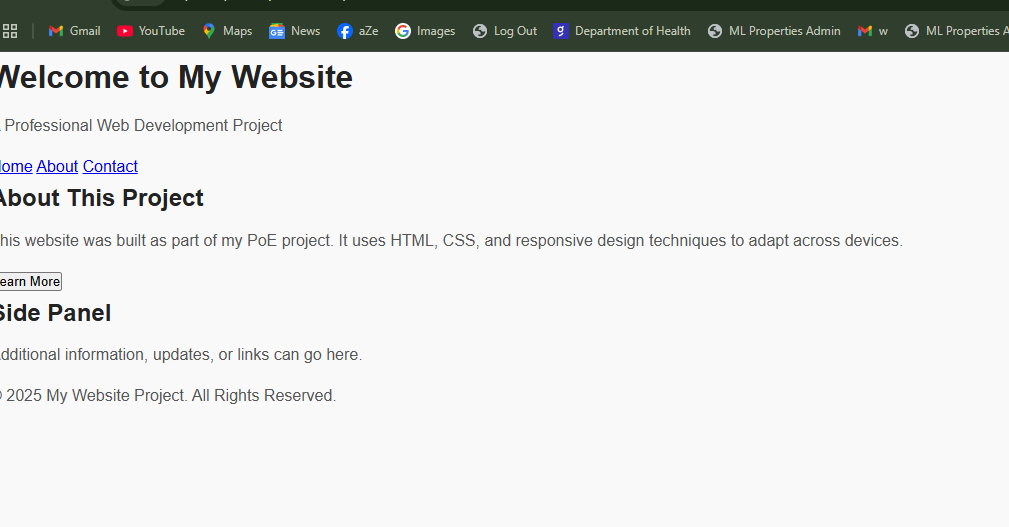 Gmail YouTube Maps News aZe Images Log Out Department of Health ML Properties Admin w ML Properties A
Welcome to My Website
Professional Web Development Project
ome About Contact
About This Project
his website was built as part of my PoE project. It uses HTML, CSS, and responsive design techniques to adapt across devices.
earn More
Side Panel
dditional information, updates, or links can go here.
© 2025 My Website Project. All Rights Reserved.